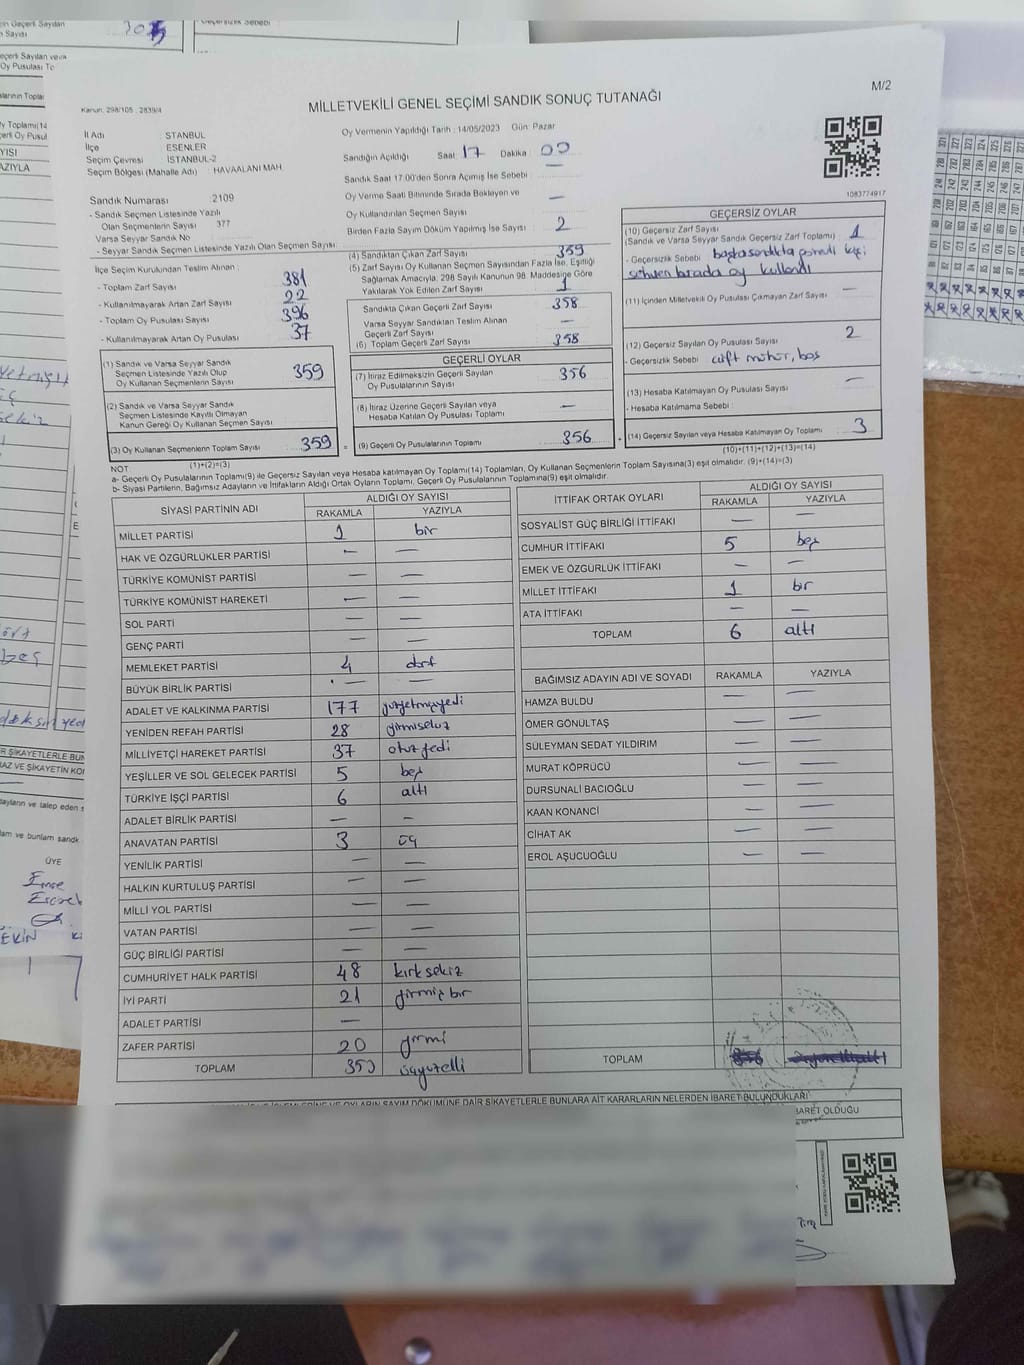 M/2
Kanun: 298/105 , 2839/4
MİLLETVEKİLİ GENEL SEÇİMİ SANDIK SONUÇ TUTANAĞI
İl Adı STANBUL
İlçe ESENLER
Seçim Çevresi İSTANBUL-2
Seçim Bölgesi (Mahalle Adı) : HAVAALANI MAH
Oy Vermenin Yapıldığı Tarih : 14/05/2023 Gün: Pazar
Sandığın Açıldığı Saat 17 Dakika 00
Sandık Saat 17:00'den Sonra Açılmış İse Sebebi —
Oy Verme Saati Bitiminde Sırada Bekleyen ve
Oy Kullandırılan Seçmen Sayısı —
Birden Fazla Sayım Döküm Yapılmış İse Sayısı 2
1083774917
Sandık Numarası : 2109
- Sandık Seçmen Listesinde Yazılı
Olan Seçmenlerin Sayısı 377
Varsa Seyyar Sandık No
- Seyyar Sandık Seçmen Listesinde Yazılı Olan Seçmen Sayısı
İlçe Seçim Kurulundan Teslim Alınan :
- Toplam Zarf Sayısı 381
- Kullanılmayarak Artan Zarf Sayısı 22
- Toplam Oy Pusulası Sayısı 396
- Kullanılmayarak Artan Oy Pusulası 37
(1) Sandık ve Varsa Seyyar Sandık
Seçmen Listesinde Yazılı Olup
Oy Kullanan Seçmenlerin Sayısı 359
(2) Sandık ve Varsa Seyyar Sandık
Seçmen Listesinde Kayıtlı Olmayan
Kanun Gereği Oy Kullanan Seçmen Sayısı
(3) Oy Kullanan Seçmenlerin Toplam Sayısı 359
(1)+(2)=(3)
(4) Sandıktan Çıkan Zarf Sayısı 359
(5) Zarf Sayısı Oy Kullanan Seçmen Sayısından Fazla İse, Eşitliği
Sağlamak Amacıyla, 298 Sayılı Kanunun 98. Maddesine Göre
Yakılarak Yok Edilen Zarf Sayısı 1
Sandıkta Çıkan Geçerli Zarf Sayısı 358
Varsa Seyyar Sandıktan Teslim Alınan
Geçerli Zarf Sayısı —
(6) Toplam Geçerli Zarf Sayısı 358
GEÇERLİ OYLAR
(7) İtiraz Edilmeksizin Geçerli Sayılan
Oy Pusulalarının Sayısı 356
(8) İtiraz Üzerine Geçerli Sayılan veya
Hesaba Katılan Oy Pusulası Toplamı —
(9) Geçerli Oy Pusulalarının Toplamı 356
GEÇERSİZ OYLAR
(10) Geçersiz Zarf Sayısı
(Sandık ve Varsa Seyyar Sandık Geçersiz Zarf Toplamı) 1
- Geçersizlik Sebebi başka sandıkta görevli kişi
sehven burada oy kullandı
(11) İçinden Milletvekili Oy Pusulası Çıkmayan Zarf Sayısı —
(12) Geçersiz Sayılan Oy Pusulası Sayısı 2
- Geçersizlik Sebebi çift mühür, boş
(13) Hesaba Katılmayan Oy Pusulası Sayısı —
- Hesaba Katılmama Sebebi
(14) Geçersiz Sayılan veya Hesaba Katılmayan Oy Toplamı 3
(10)+(11)+(12)+(13)=(14)
NOT
a- Geçerli Oy Pusulalarının Toplamı(9) ile Geçersiz Sayılan veya Hesaba katılmayan Oy Toplamı(14) Toplamları, Oy Kullanan Seçmenlerin Toplam Sayısına(3) eşit olmalıdır. (9)+(14)=(3)
b- Siyasi Partilerin, Bağımsız Adayların ve İttifakların Aldığı Ortak Oyların Toplamı, Geçerli Oy Pusulalarının Toplamına(9) eşit olmalıdır.
SİYASİ PARTİNİN ADI ALDIĞI OY SAYISI
RAKAMLA YAZIYLA
MİLLET PARTİSİ 1 bir
HAK VE ÖZGÜRLÜKLER PARTİSİ — —
TÜRKİYE KOMÜNİST PARTİSİ — —
TÜRKİYE KOMÜNİST HAREKETİ — —
SOL PARTİ — —
GENÇ PARTİ — —
MEMLEKET PARTİSİ 4 dört
BÜYÜK BİRLİK PARTİSİ — —
ADALET VE KALKINMA PARTİSİ 177 yüzyetmişyedi
YENİDEN REFAH PARTİSİ 28 yirmisekiz
MİLLİYETÇİ HAREKET PARTİSİ 37 otuz yedi
YEŞİLLER VE SOL GELECEK PARTİSİ 5 beş
TÜRKİYE İŞÇİ PARTİSİ 6 altı
ADALET BİRLİK PARTİSİ — —
ANAVATAN PARTİSİ 3 üç
YENİLİK PARTİSİ — —
HALKIN KURTULUŞ PARTİSİ — —
MİLLİ YOL PARTİSİ — —
VATAN PARTİSİ — —
GÜÇ BİRLİĞİ PARTİSİ — —
CUMHURİYET HALK PARTİSİ 48 kırksekiz
İYİ PARTİ 21 yirmi bir
ADALET PARTİSİ —
ZAFER PARTİSİ 20 yirmi
TOPLAM 350 üçyüzelli
İTTİFAK ORTAK OYLARI ALDIĞI OY SAYISI
RAKAMLA YAZIYLA
SOSYALİST GÜÇ BİRLİĞİ İTTİFAKI — —
CUMHUR İTTİFAKI 5 beş
EMEK VE ÖZGÜRLÜK İTTİFAKI — —
MİLLET İTTİFAKI 1 bir
ATA İTTİFAKI — —
TOPLAM 6 altı
BAĞIMSIZ ADAYIN ADI VE SOYADI RAKAMLA YAZIYLA
HAMZA BULDU — —
ÖMER GÖNÜLTAŞ — —
SÜLEYMAN SEDAT YILDIRIM — —
MURAT KÖPRÜCÜ — —
DURSUNALİ BACIOĞLU — —
KAAN KONANCİ — —
CİHAT AK — —
EROL AŞUCUOĞLU — —
TOPLAM
OYLARIN SAYIM DÖKÜMÜNE DAİR ŞİKAYETLERLE BUNLARA AİT KARARLARIN NELERDEN İBARET BULUNDUKLARI
BARET OLDUĞU